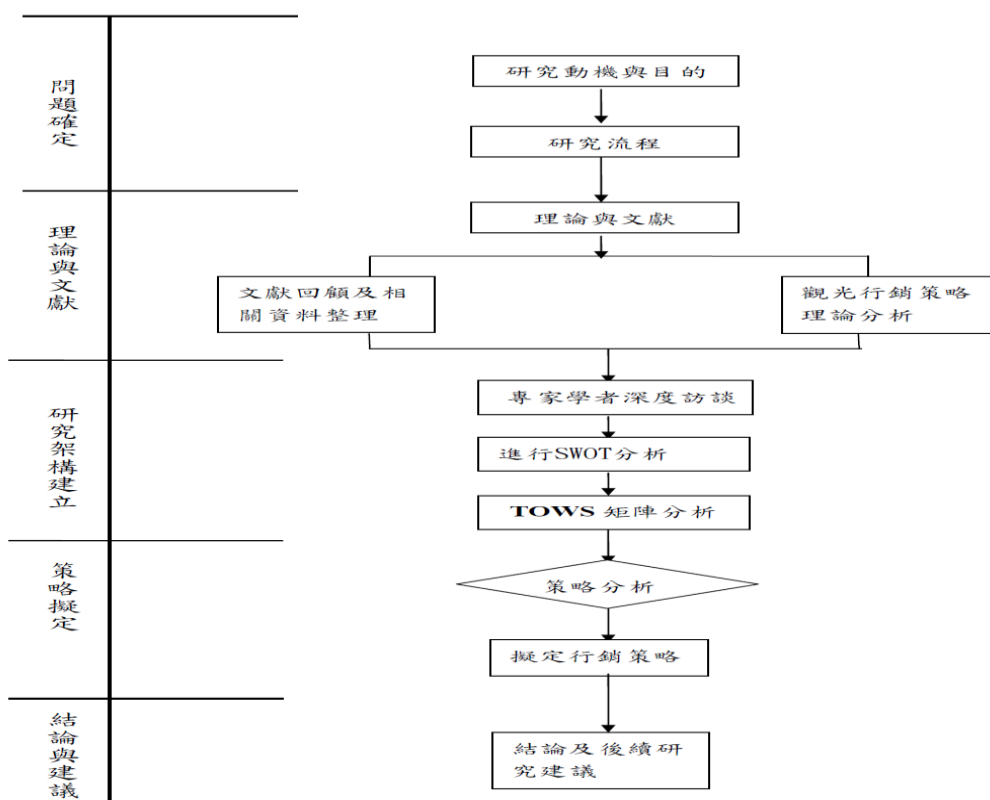 問題確定
研究動機與目的
研究流程
理論與文獻
理論與文獻
文獻回顧及相
關資料整理
觀光行銷策略
理論分析
研究架構建立
專家學者深度訪談
進行SWOT分析
TOWS 矩陣分析
策略擬定
策略分析
擬定行銷策略
結論與建議
結論及後續研
究建議